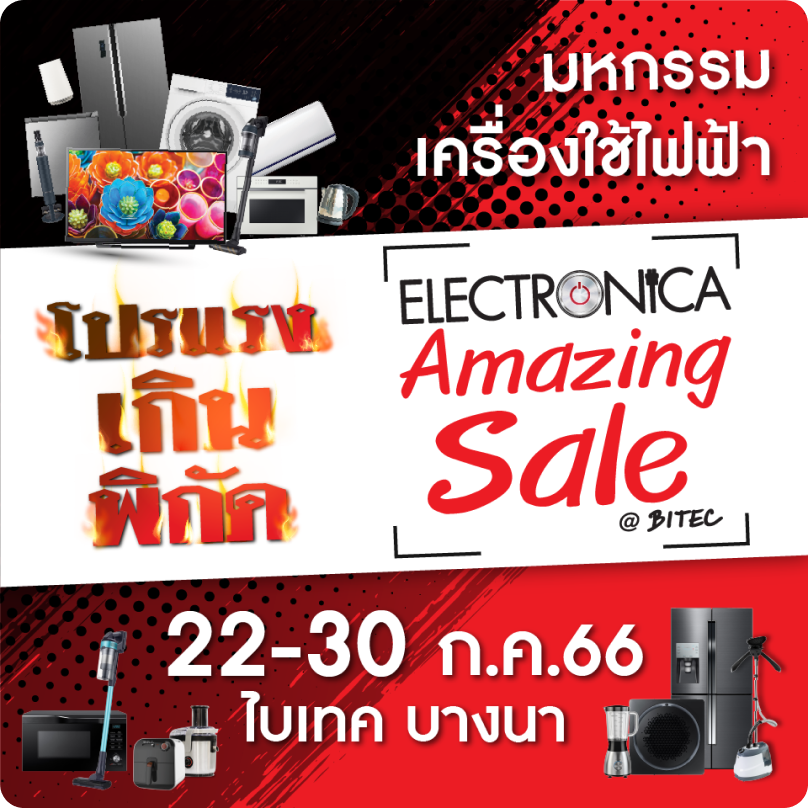 มหกรรม
เครื่องใช้ไฟฟ้า
โปรแรง
เกิน
พิกัด
ELECTRONICA
Amazing
Sale
@ BITEC
22-30 ก.ค.66
ไบเทค บางนา